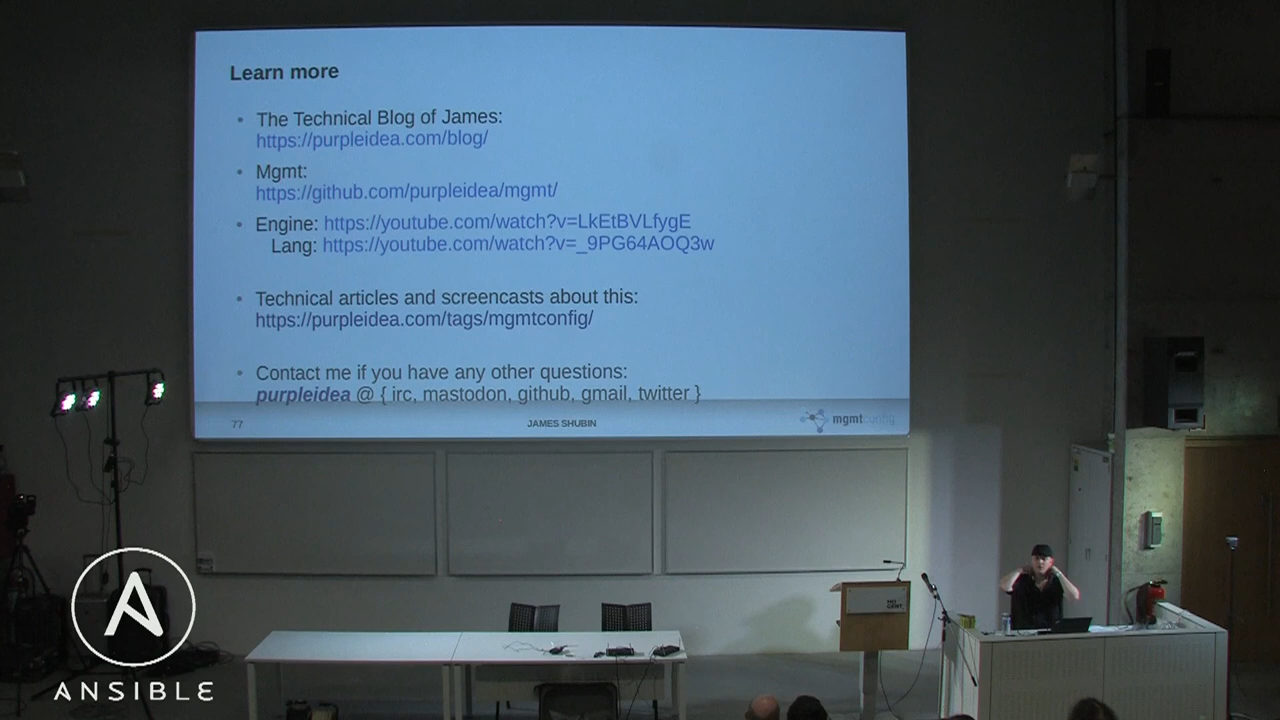 Learn more
• The Technical Blog of James:
https://purpleidea.com/blog/
• Mgmt:
https://github.com/purpleidea/mgmt/
• Engine: https://youtube.com/watch?v=LkEtBVLfygE
Lang: https://youtube.com/watch?v=_9PG64AOQ3w
• Technical articles and screencasts about this:
https://purpleidea.com/tags/mgmtconfig/
• Contact me if you have any other questions:
purpleidea @ { irc, mastodon, github, gmail, twitter }
77
JAMES SHUBIN
mgmtconfig
HO
GENT
ANSIBLE